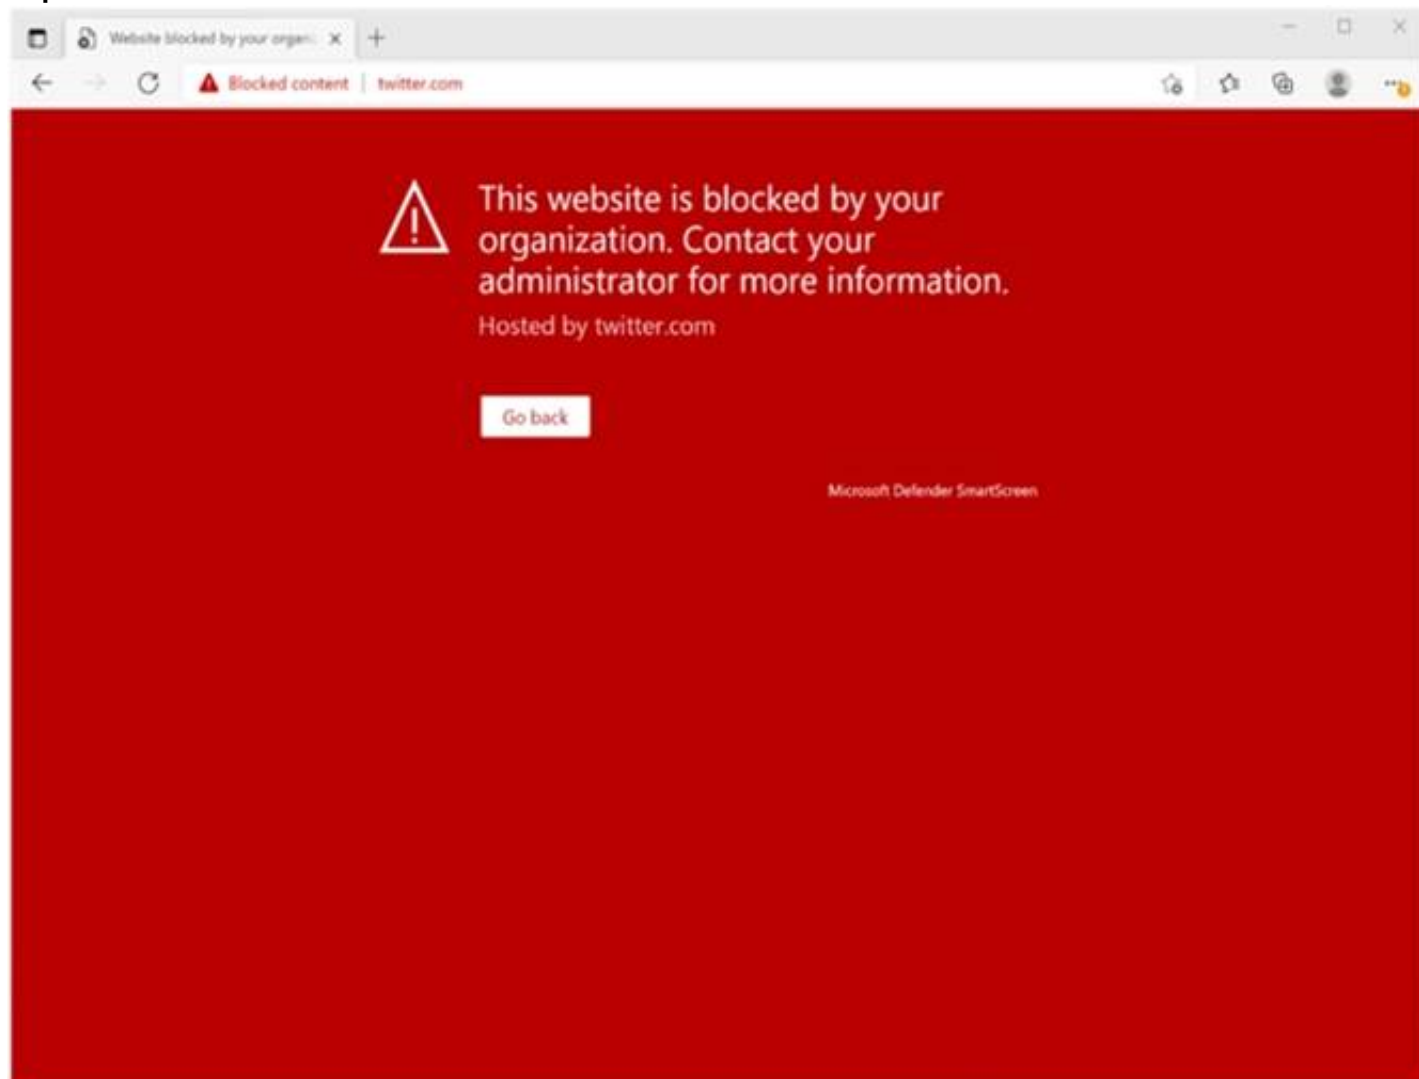 Website blocked by your organi
Blocked content | twitter.com
This website is blocked by your
organization. Contact your
administrator for more information.
Hosted by twitter.com
Go back
Microsoft Defender SmartScreen